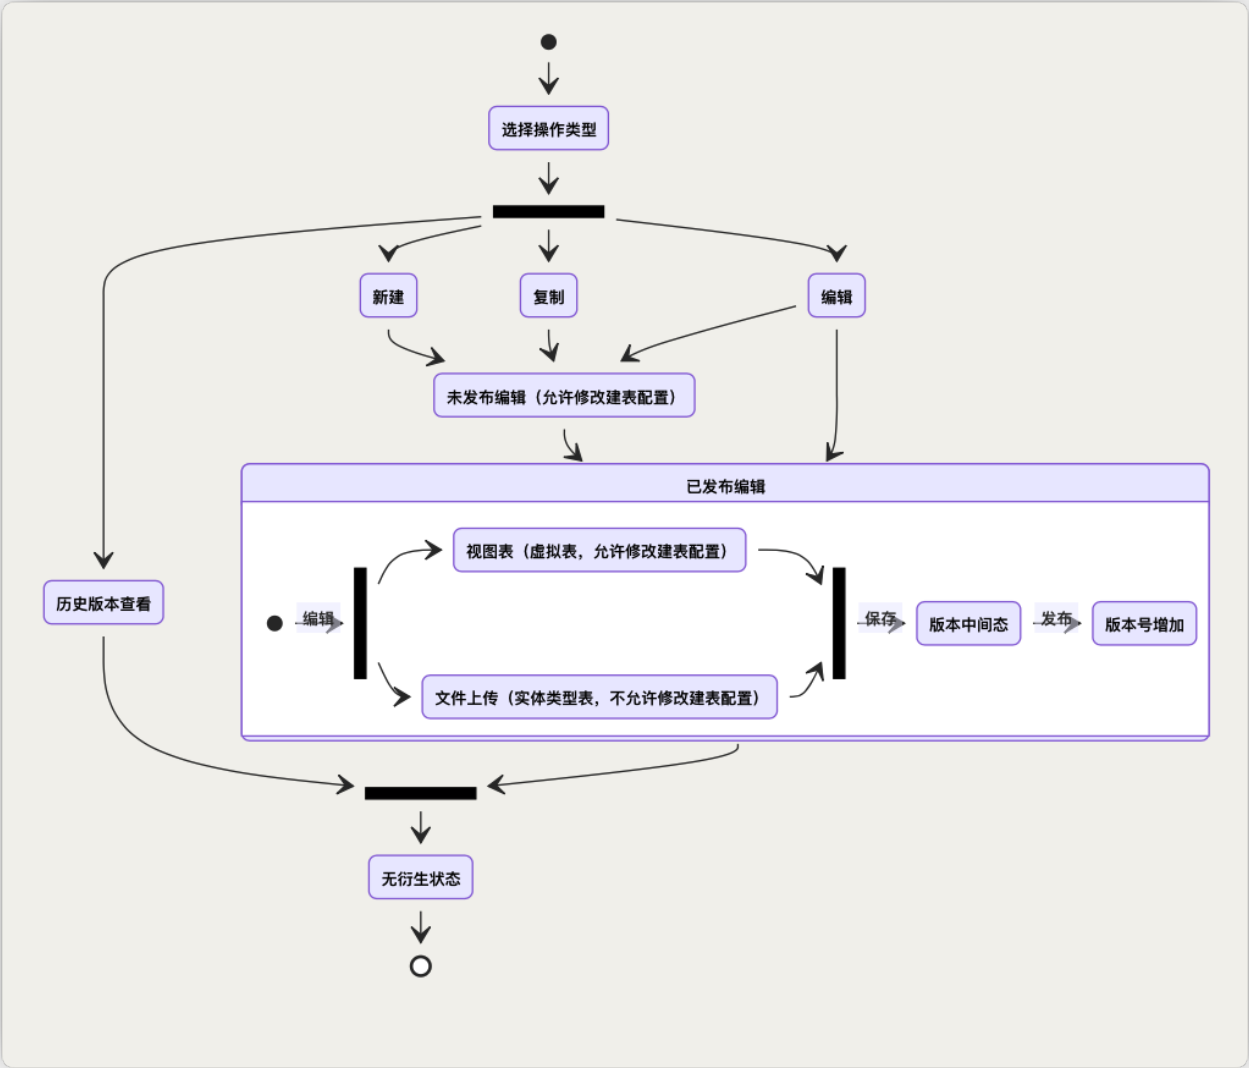 选择操作类型
新建
复制
编辑
未发布编辑（允许修改建表配置）
已发布编辑
视图表（虚拟表，允许修改建表配置）
历史版本查看
编辑
保存
版本中间态
发布
版本号增加
文件上传（实体类型表，不允许修改建表配置）
无衍生状态